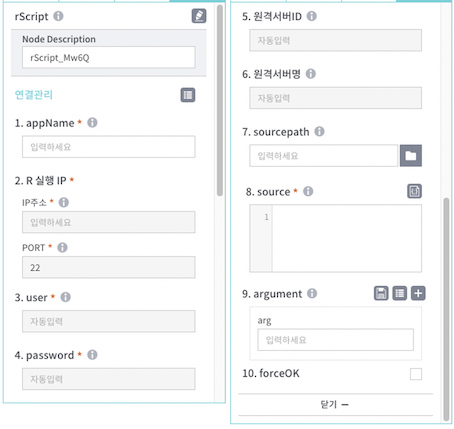 rScript
Node Description
rScript_Mw6Q
연결관리
1. appName *
입력하세요
2. R 실행 IP *
IP주소 *
입력하세요
PORT *
22
3. user *
자동입력
4. password *
자동입력
5. 원격서버ID
자동입력
6. 원격서버명
자동입력
7. sourcepath
입력하세요
8. source *
1
9. argument
arg
입력하세요
10. forceOK
닫기 −